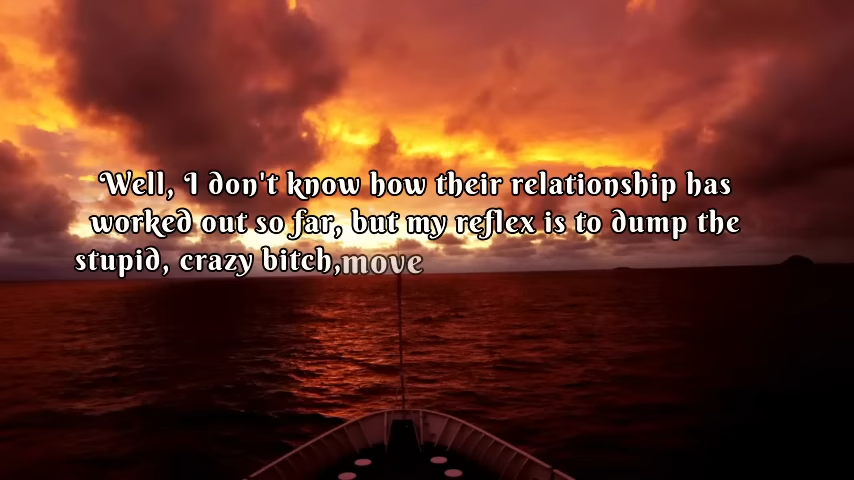 Well, I don't know how their relationship has
worked out so far, but my reflex is to dump the
stupid, crazy bitch,move